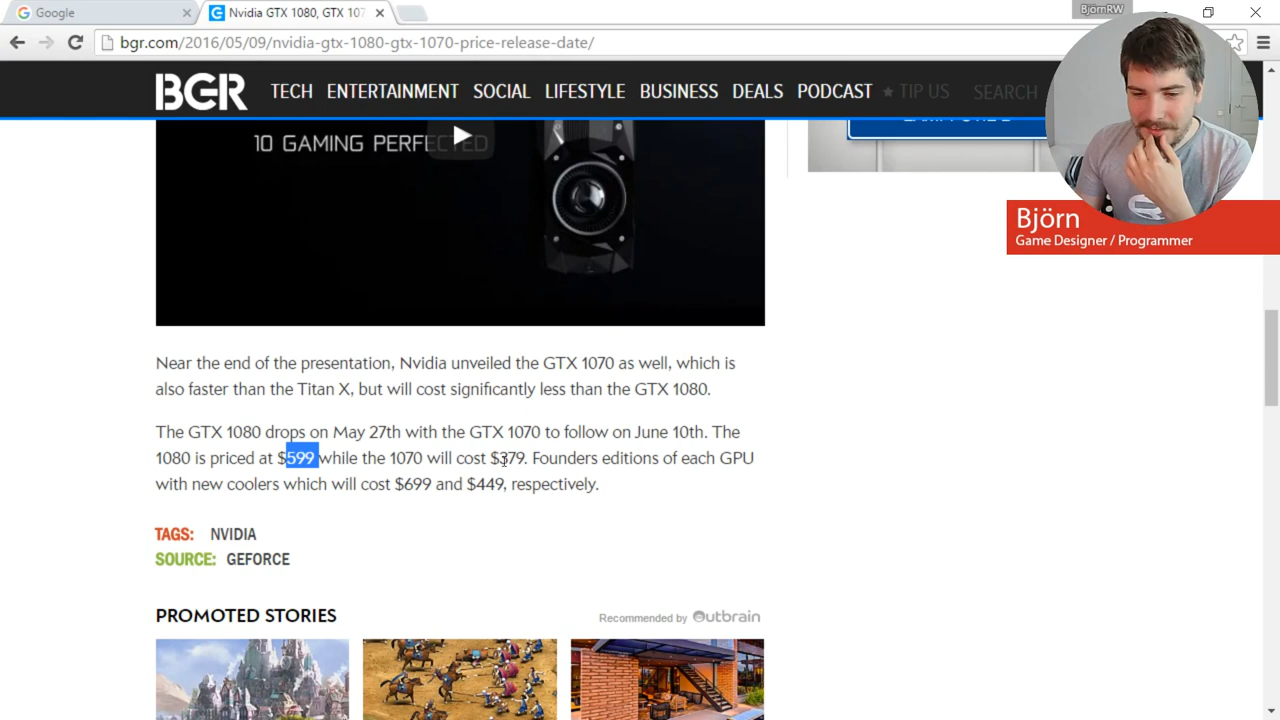 Google
Nvidia GTX 1080, GTX 107
BjörnRW
bgr.com/2016/05/09/nvidia-gtx-1080-gtx-1070-price-release-date/
BGR TECH ENTERTAINMENT SOCIAL LIFESTYLE BUSINESS DEALS PODCAST ★ TIP US SEARCH
10 GAMING PERFECTED
Björn
Game Designer / Programmer
Near the end of the presentation, Nvidia unveiled the GTX 1070 as well, which is
also faster than the Titan X, but will cost significantly less than the GTX 1080.
The GTX 1080 drops on May 27th with the GTX 1070 to follow on June 10th. The
1080 is priced at $599 while the 1070 will cost $379. Founders editions of each GPU
with new coolers which will cost $699 and $449, respectively.
TAGS: NVIDIA
SOURCE: GEFORCE
PROMOTED STORIES
Recommended by Outbrain